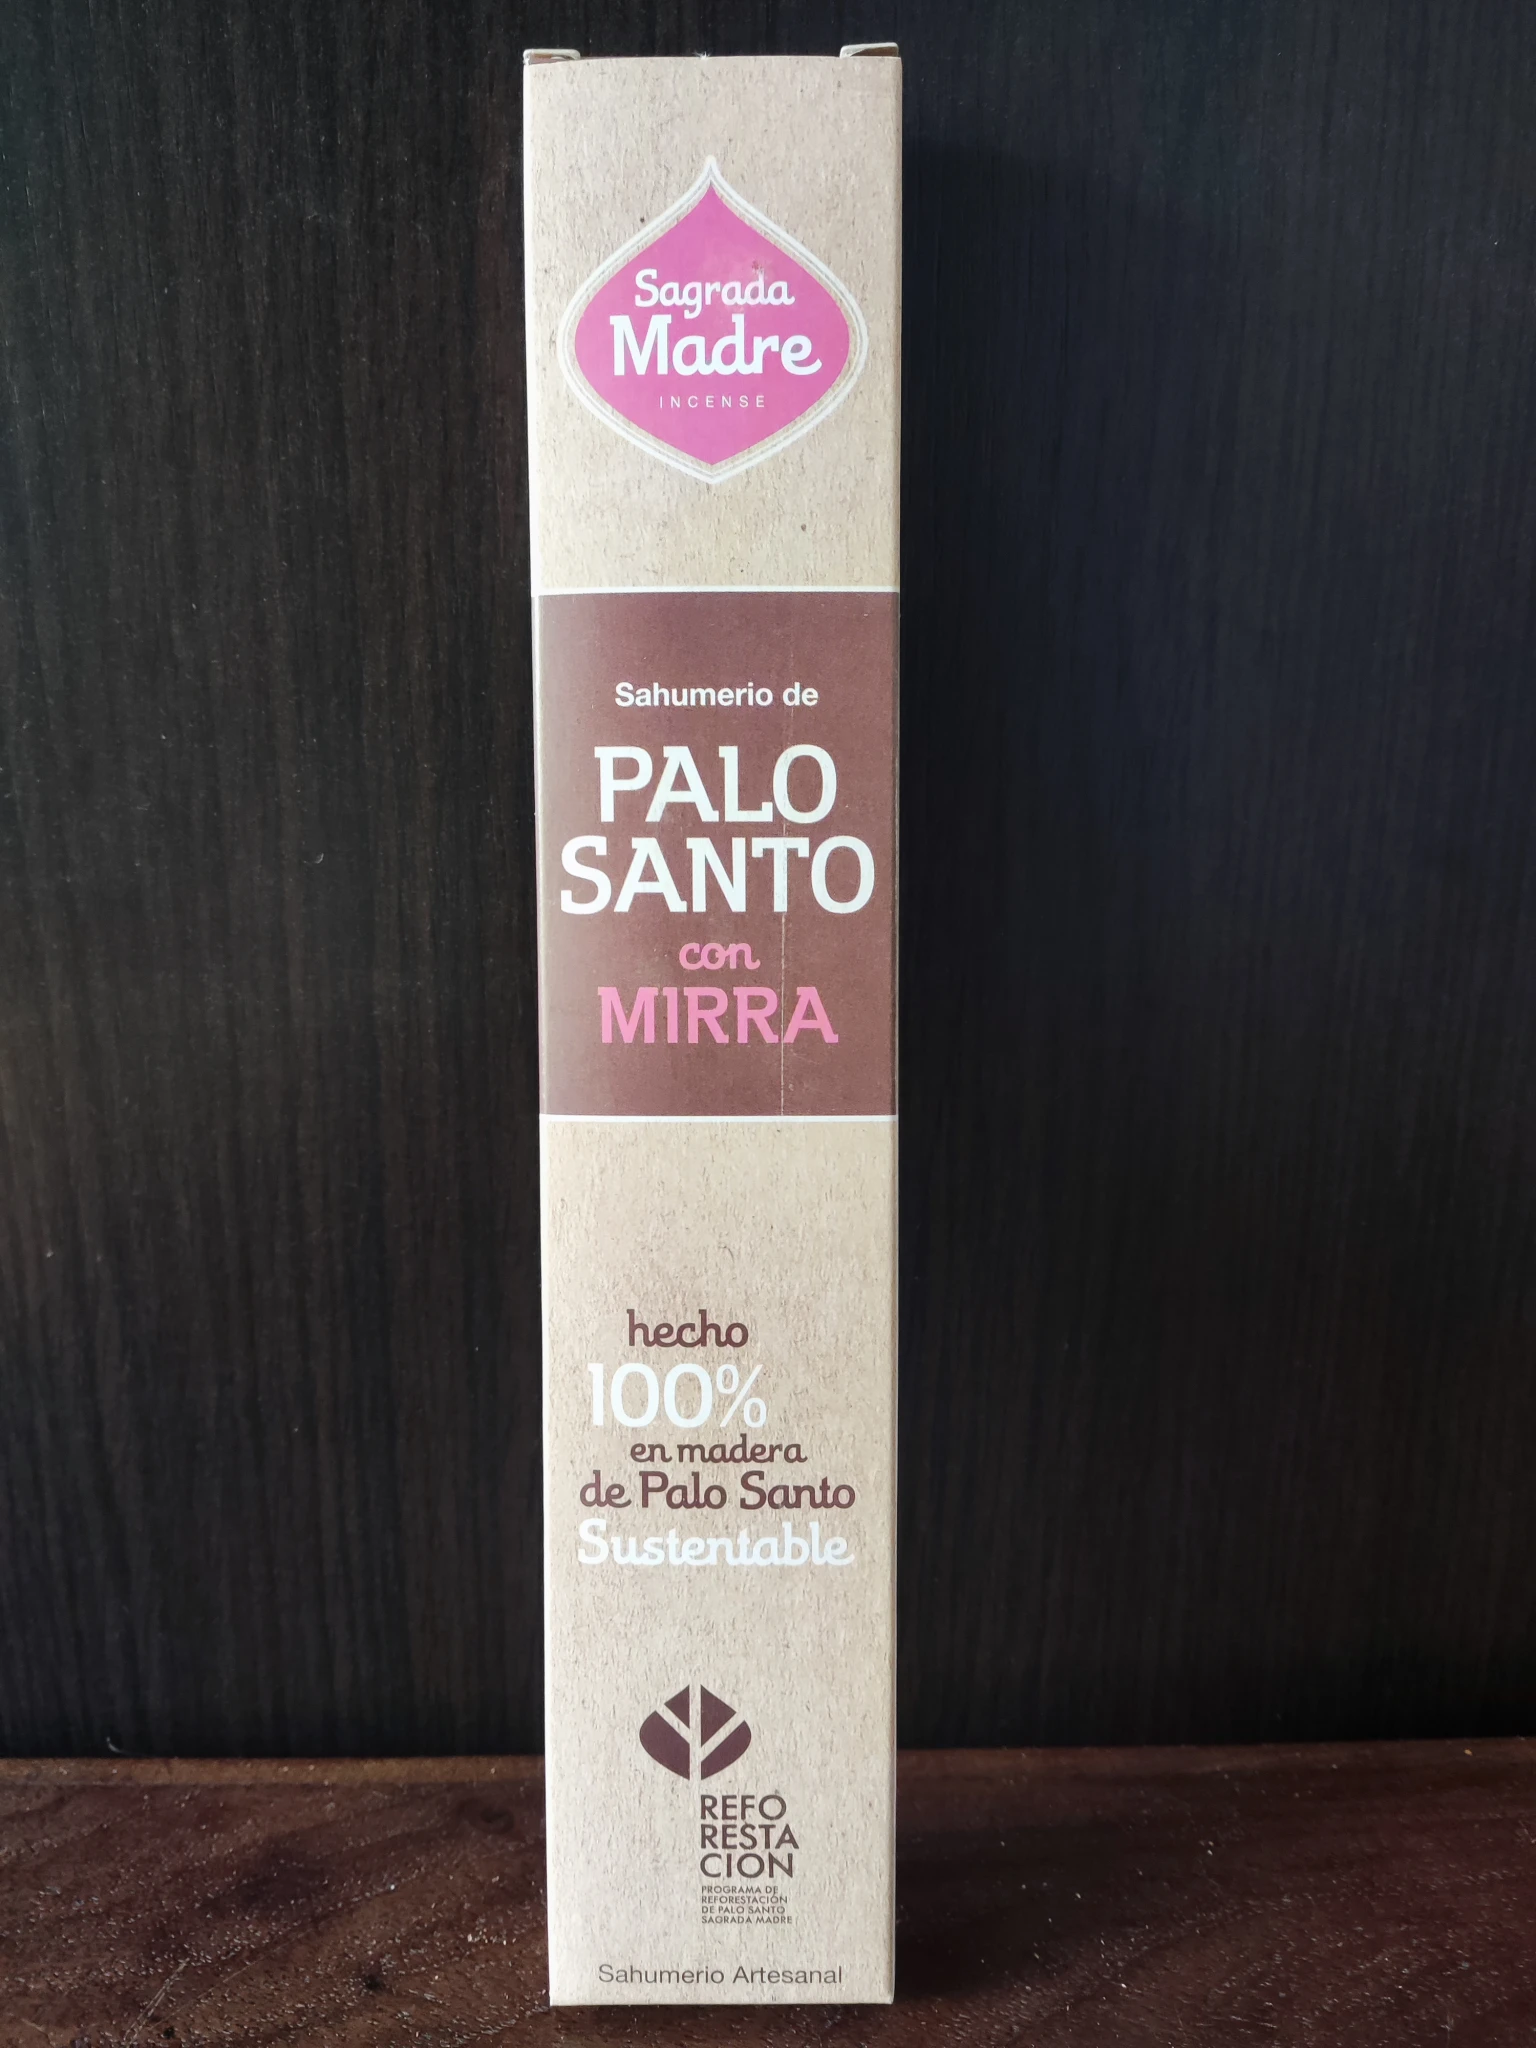 Sagrada
Madre
INCENSE
Sahumerio de
PALO
SANTO
con
MIRRA
hecho
100%
en madera
de Palo Santo
Sustentable
REFO
RESTA
CION
PROGRAMA DE
REFORESTACIÓN
DE PALO SANTO
SAGRADA MADRE
Sahumerio Artesanal